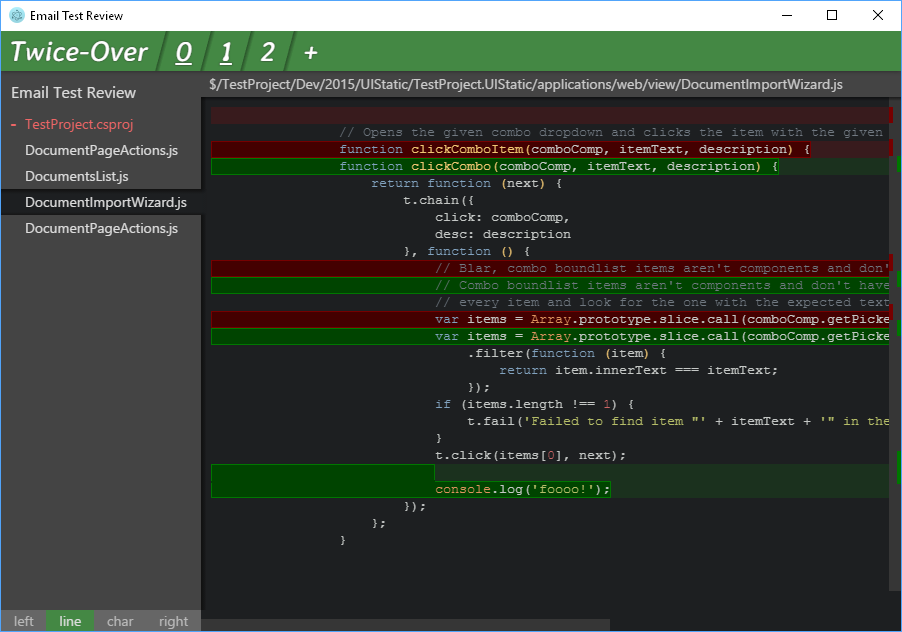 Email Test Review
Twice-Over 0 1 2 +
Email Test Review
- TestProject.csproj
DocumentPageActions.js
DocumentsList.js
DocumentImportWizard.js
DocumentPageActions.js
$/TestProject/Dev/2015/UIStatic/TestProject.UIStatic/applications/web/view/DocumentImportWizard.js
// Opens the given combo dropdown and clicks the item with the given
function clickComboItem(comboComp, itemText, description) {
function clickCombo(comboComp, itemText, description) {
return function (next) {
t.chain({
click: comboComp,
desc: description
}, function () {
// Blar, combo boundlist items aren't components and don'
// Combo boundlist items aren't components and don't have
// every item and look for the one with the expected text
var items = Array.prototype.slice.call(comboComp.getPicke
var items = Array.prototype.slice.call(comboComp.getPicke
.filter(function (item) {
return item.innerText === itemText;
});
if (items.length !== 1) {
t.fail('Failed to find item "' + itemText + '" in the
}
t.click(items[0], next);
console.log('foooo!');
});
};
}
left line char right